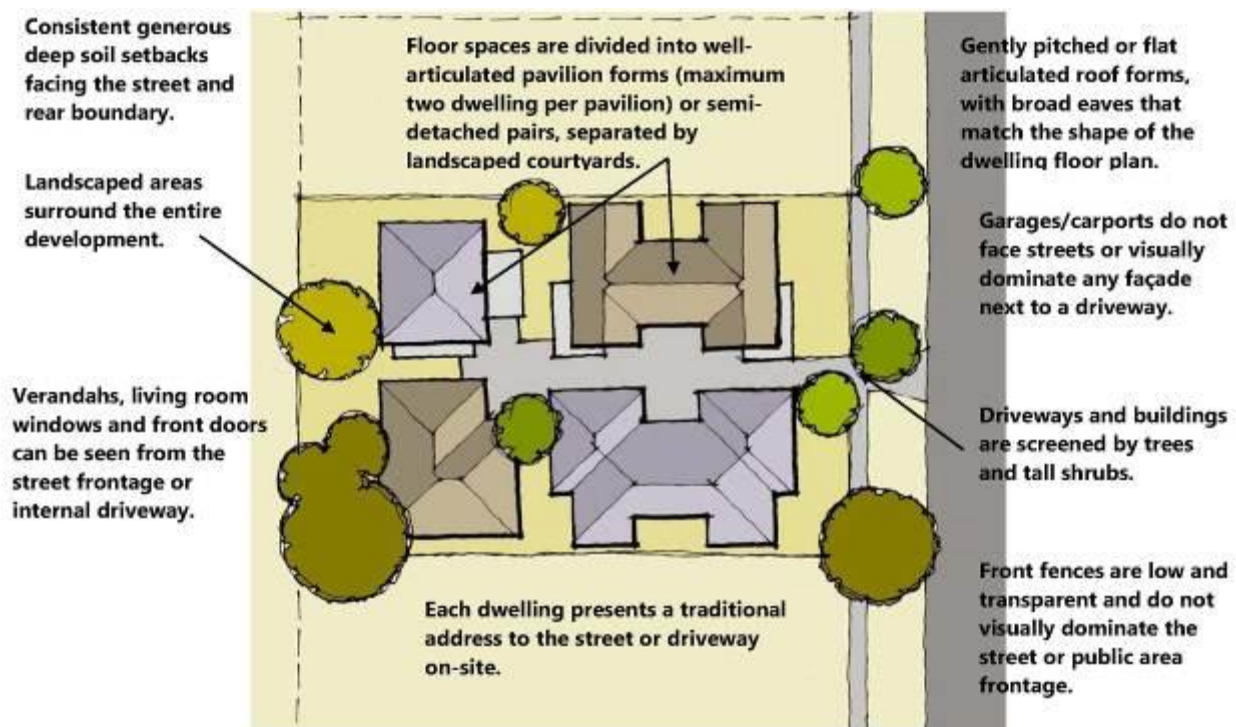 Consistent generous
deep soil setbacks
facing the street and
rear boundary.
Landscaped areas
surround the entire
development.
Verandahs, living room
windows and front doors
can be seen from the
street frontage or
internal driveway.
Floor spaces are divided into well-
articulated pavilion forms (maximum
two dwelling per pavilion) or semi-
detached pairs, separated by
landscaped courtyards.
Each dwelling presents a traditional
address to the street or driveway
on-site.
Gently pitched or flat
articulated roof forms,
with broad eaves that
match the shape of the
dwelling floor plan.
Garages/carports do not
face streets or visually
dominate any façade
next to a driveway.
Driveways and buildings
are screened by trees
and tall shrubs.
Front fences are low and
transparent and do not
visually dominate the
street or public area
frontage.